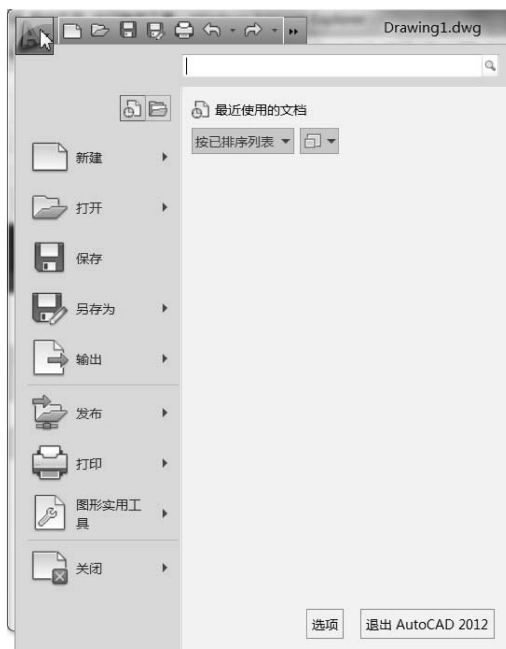 Drawing1.dwg
最近使用的文档
按已排序列表
新建
打开
保存
另存为
输出
发布
打印
图形实用工
具
关闭
选项
退出 AutoCAD 2012